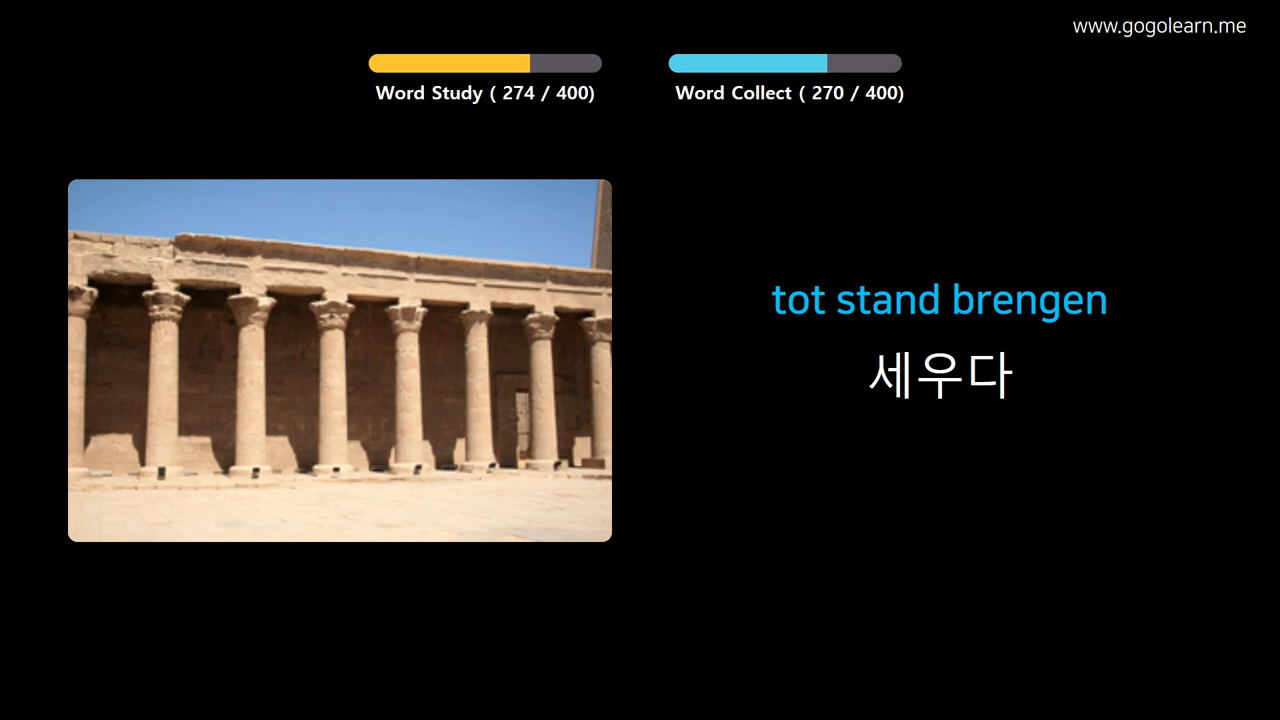 www.gogolearn.me
Word Study ( 274 / 400)
Word Collect ( 270 / 400)
tot stand brengen
세우다